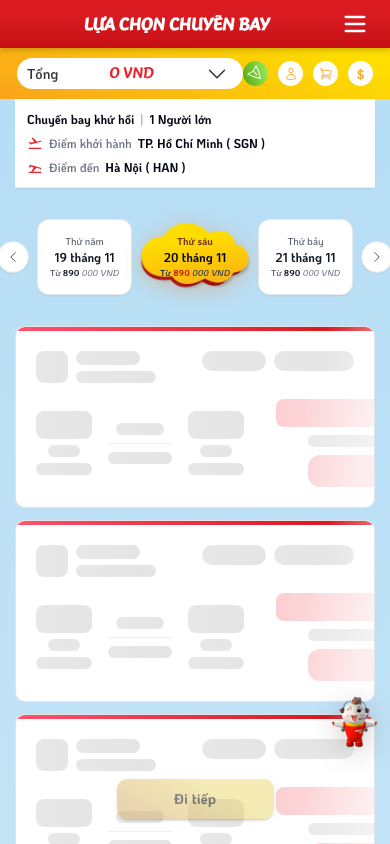 LỰA CHỌN CHUYẾN BAY
Tổng 0 VND
$
Chuyến bay khứ hồi | 1 Người lớn
Điểm khởi hành TP. Hồ Chí Minh ( SGN )
Điểm đến Hà Nội ( HAN )
Thứ năm
19 tháng 11
Từ 890 000 VND
Thứ sáu
20 tháng 11
Từ 890 000 VND
Thứ bảy
21 tháng 11
Từ 890 000 VND
Đi tiếp